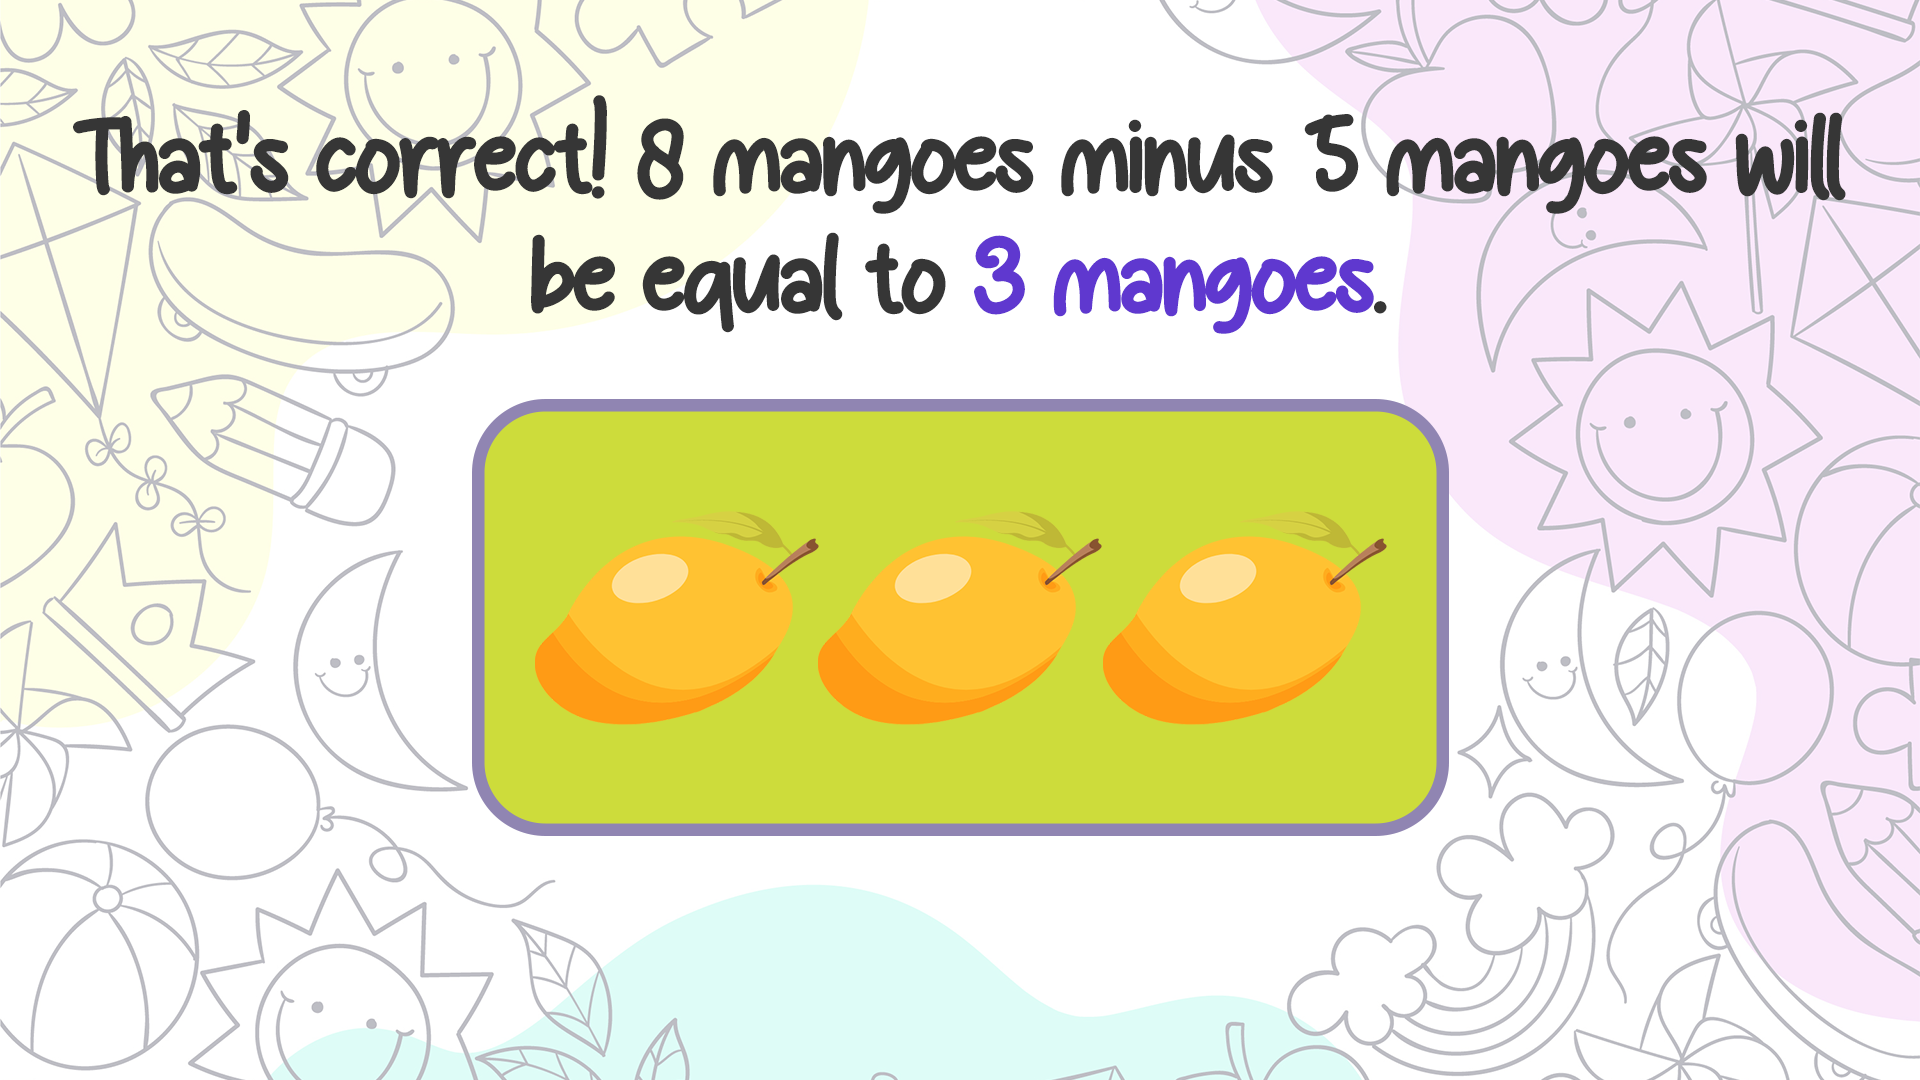 That's correct! 8 mangoes minus 5 mangoes will
be equal to 3 mangoes.